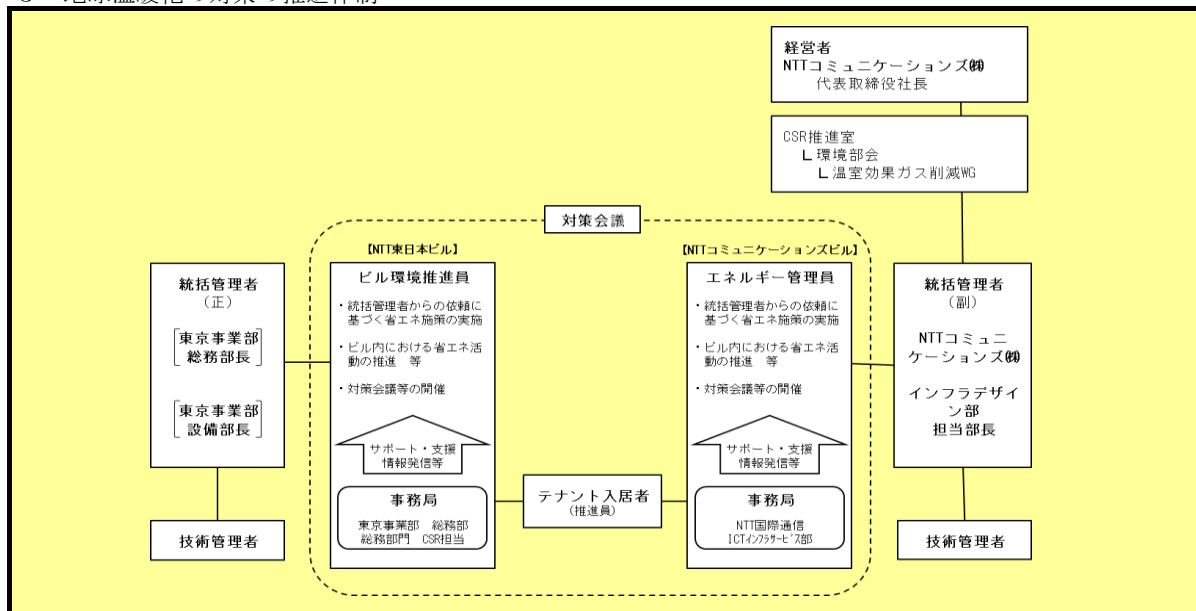 経営者
NTTコミュニケーションズ㈱
代表取締役社長
CSR推進室
┗環境部会
┗温室効果ガス削減WG
対策会議
【NTT東日本ビル】
【NTTコミュニケーションズビル】
統括管理者
（正）
東京事業部
総務部長
東京事業部
設備部長
ビル環境推進員
・統括管理者からの依頼に
基づく省エネ施策の実施
・ビル内における省エネ活
動の推進　等
・対策会議等の開催
サポート・支援
情報発信等
事務局
東京事業部　総務部
総務部門　CSR担当
テナント入居者
(推進員)
エネルギー管理員
・統括管理者からの依頼に
基づく省エネ施策の実施
・ビル内における省エネ活
動の推進　等
・対策会議等の開催
サポート・支援
情報発信等
事務局
NTT国際通信
ICTインフラサービス部
統括管理者
（副）
NTTコミュニ
ケーションズ㈱
インフラデザイ
ン部
担当部長
技術管理者
技術管理者